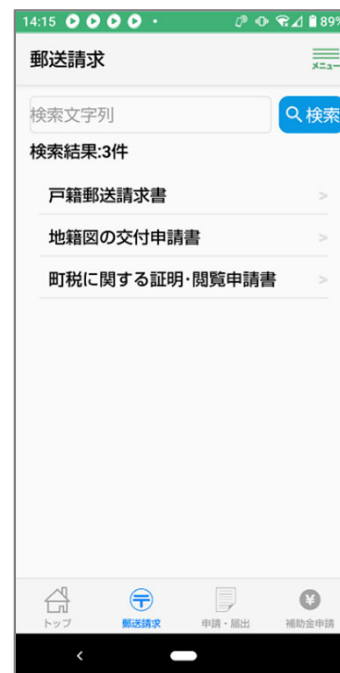 14:15 89%
郵送請求
メニュー
検索文字列
検索
検索結果:3件
戸籍郵送請求書 >
地籍図の交付申請書 >
町税に関する証明・閲覧申請書 >
トップ 郵送請求 申請・届出 補助金申請